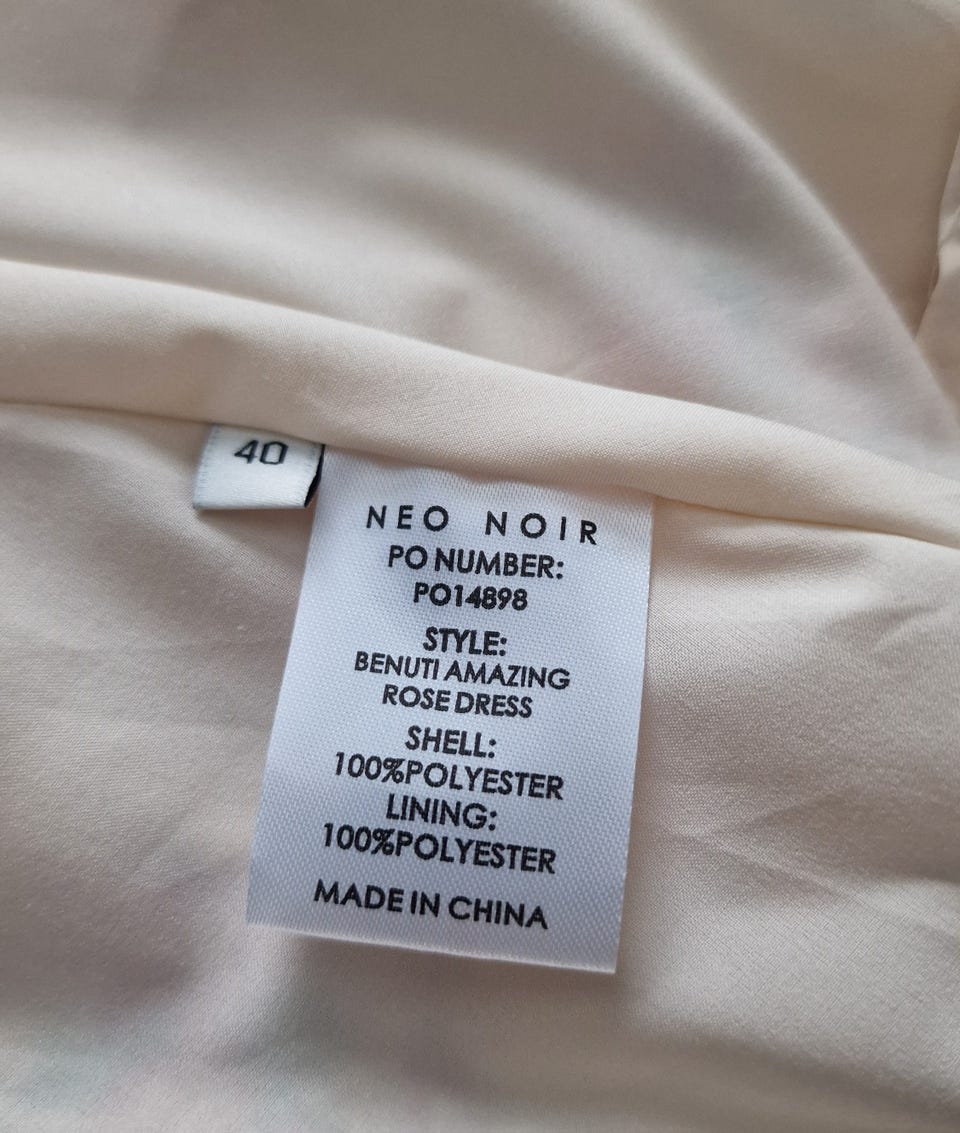 40
NEO NOIR
PO NUMBER:
PO14898
STYLE:
BENUTI AMAZING
ROSE DRESS
SHELL:
100%POLYESTER
LINING:
100%POLYESTER
MADE IN CHINA